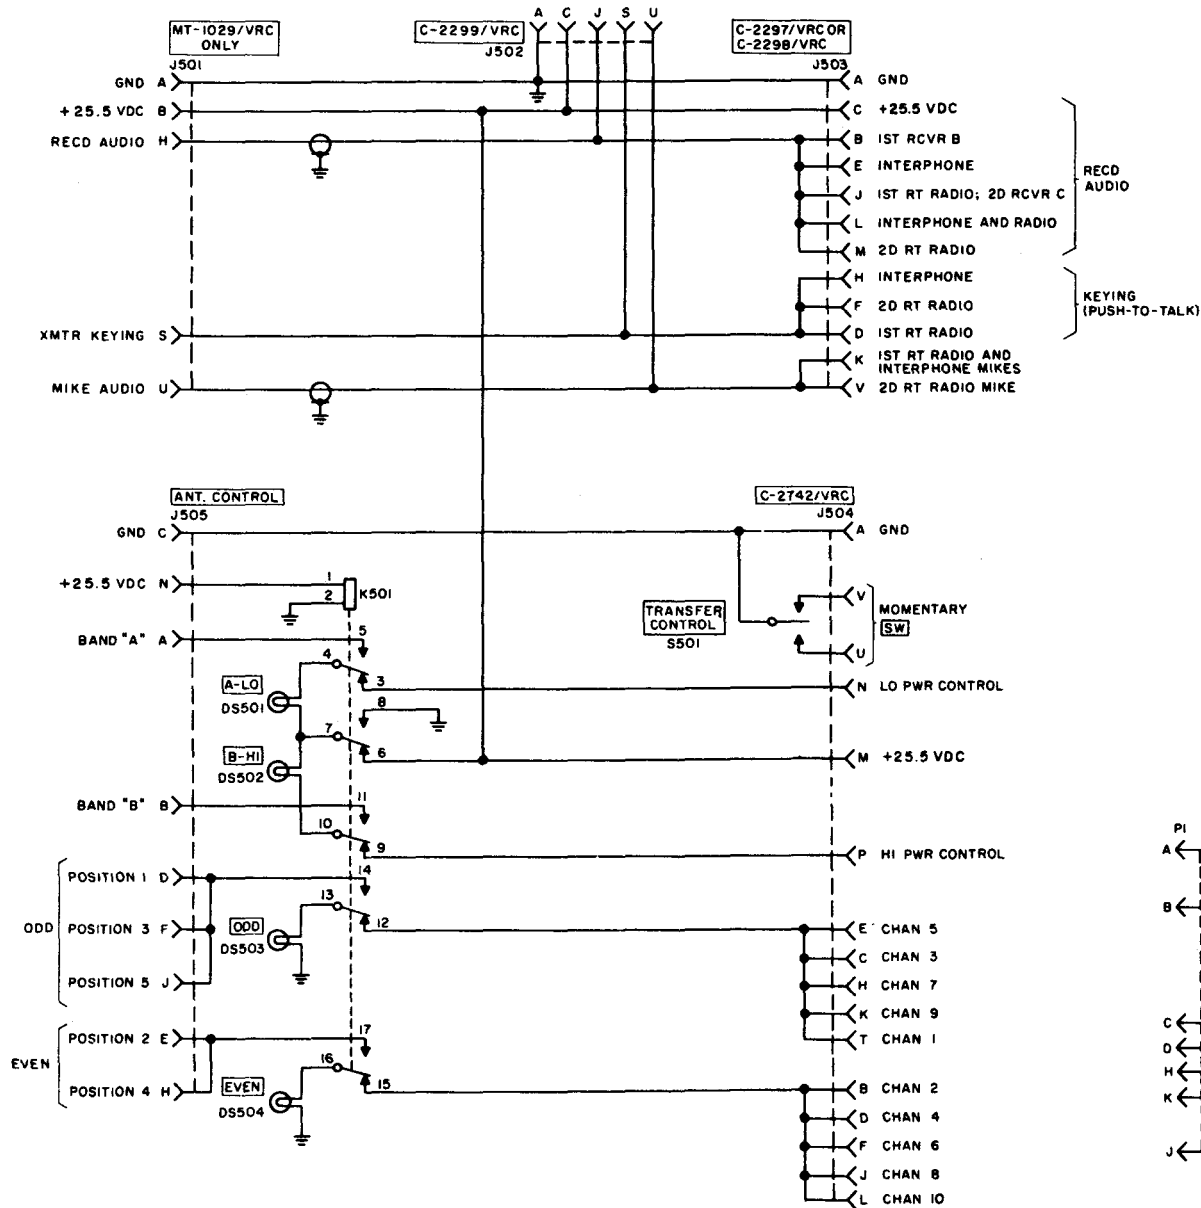 A C J S U
MT-1029/VRC
ONLY
J501
C-2299/VRC
J502
C-2297/VRC OR
C-2298/VRC
J503
GND A
A GND
+25.5 VDC B
C +25.5 VDC
RECD AUDIO H
B 1ST RCVR B
E INTERPHONE
J 1ST RT RADIO; 2D RCVR C
L INTERPHONE AND RADIO
M 2D RT RADIO
RECD
AUDIO
H INTERPHONE
F 2D RT RADIO
KEYING
(PUSH-TO-TALK)
XMTR KEYING S
D 1ST RT RADIO
K 1ST RT RADIO AND
INTERPHONE MIKES
MIKE AUDIO U
V 2D RT RADIO MIKE
ANT. CONTROL
J505
C-2742/VRC
J504
GND C
A GND
+25.5 VDC N
1
2
K501
TRANSFER
CONTROL
S501
V
U
MOMENTARY
SW
BAND "A" A
5
4
3
N LO PWR CONTROL
A-LO
DS501
8
7
6
M +25.5 VDC
B-HI
DS502
BAND "B" B
11
10
9
P HI PWR CONTROL
ODD
POSITION 1 D
POSITION 3 F
POSITION 5 J
14
13
12
ODD
DS503
E CHAN 5
C CHAN 3
H CHAN 7
K CHAN 9
T CHAN 1
EVEN
POSITION 2 E
POSITION 4 H
17
16
15
EVEN
DS504
B CHAN 2
D CHAN 4
F CHAN 6
J CHAN 8
L CHAN 10
P1
A
B
C
D
H
K
J